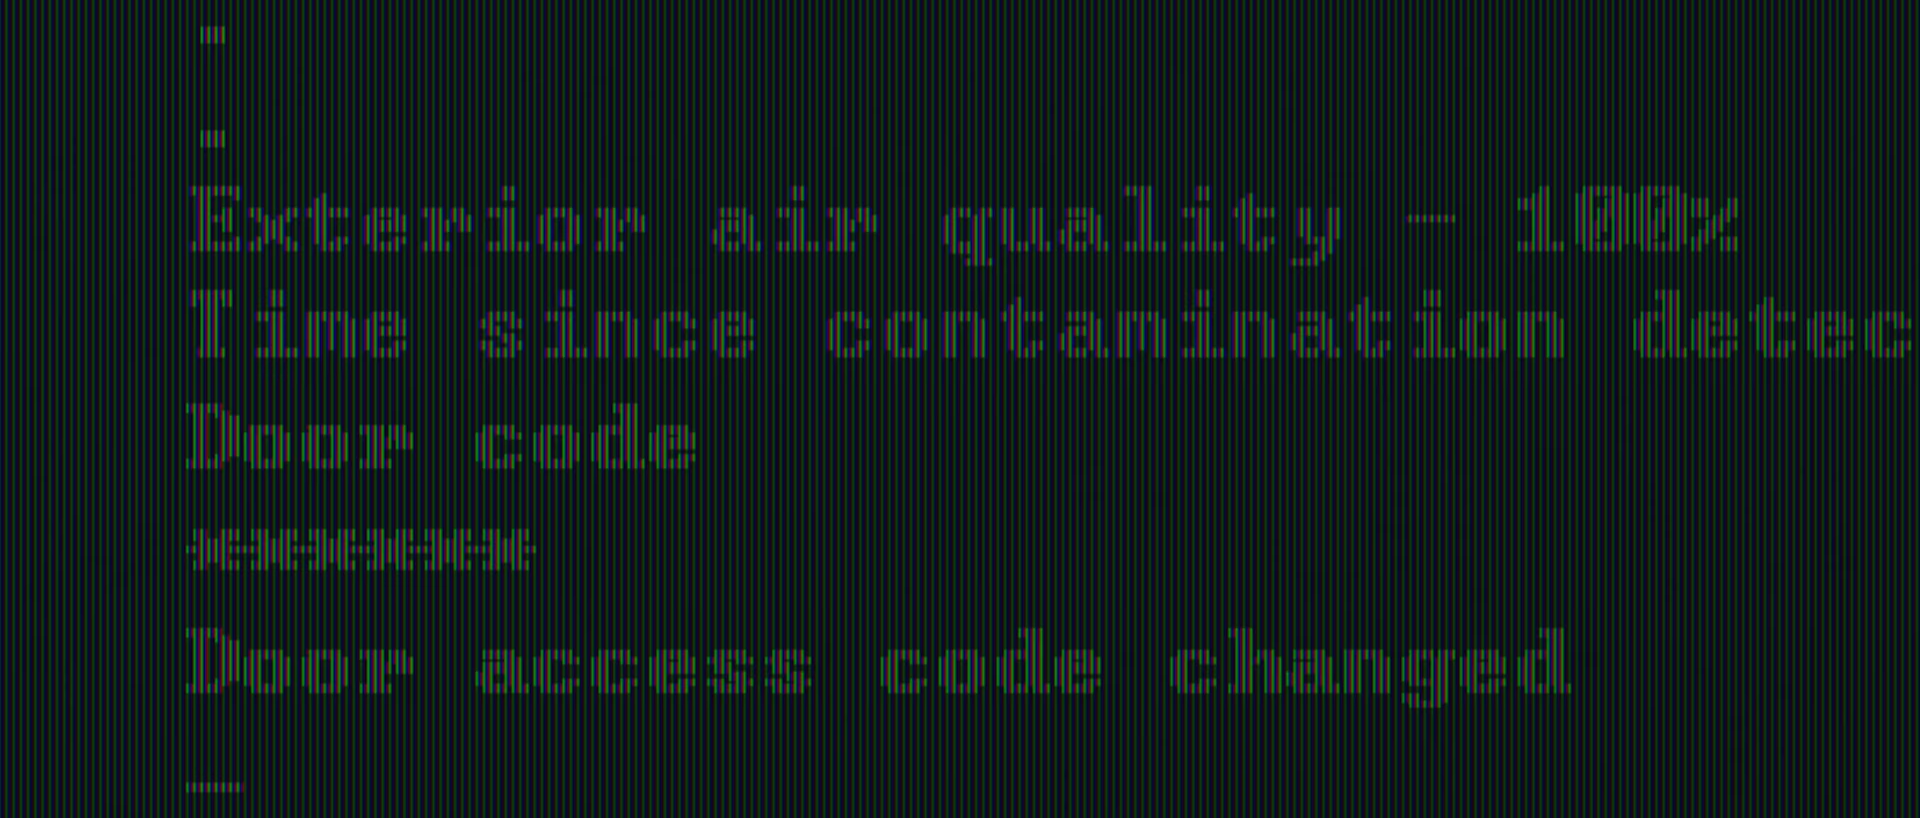 .
.
Exterior air quality - 100%
Time since contamination detec
Door code
******
Door access code changed
_